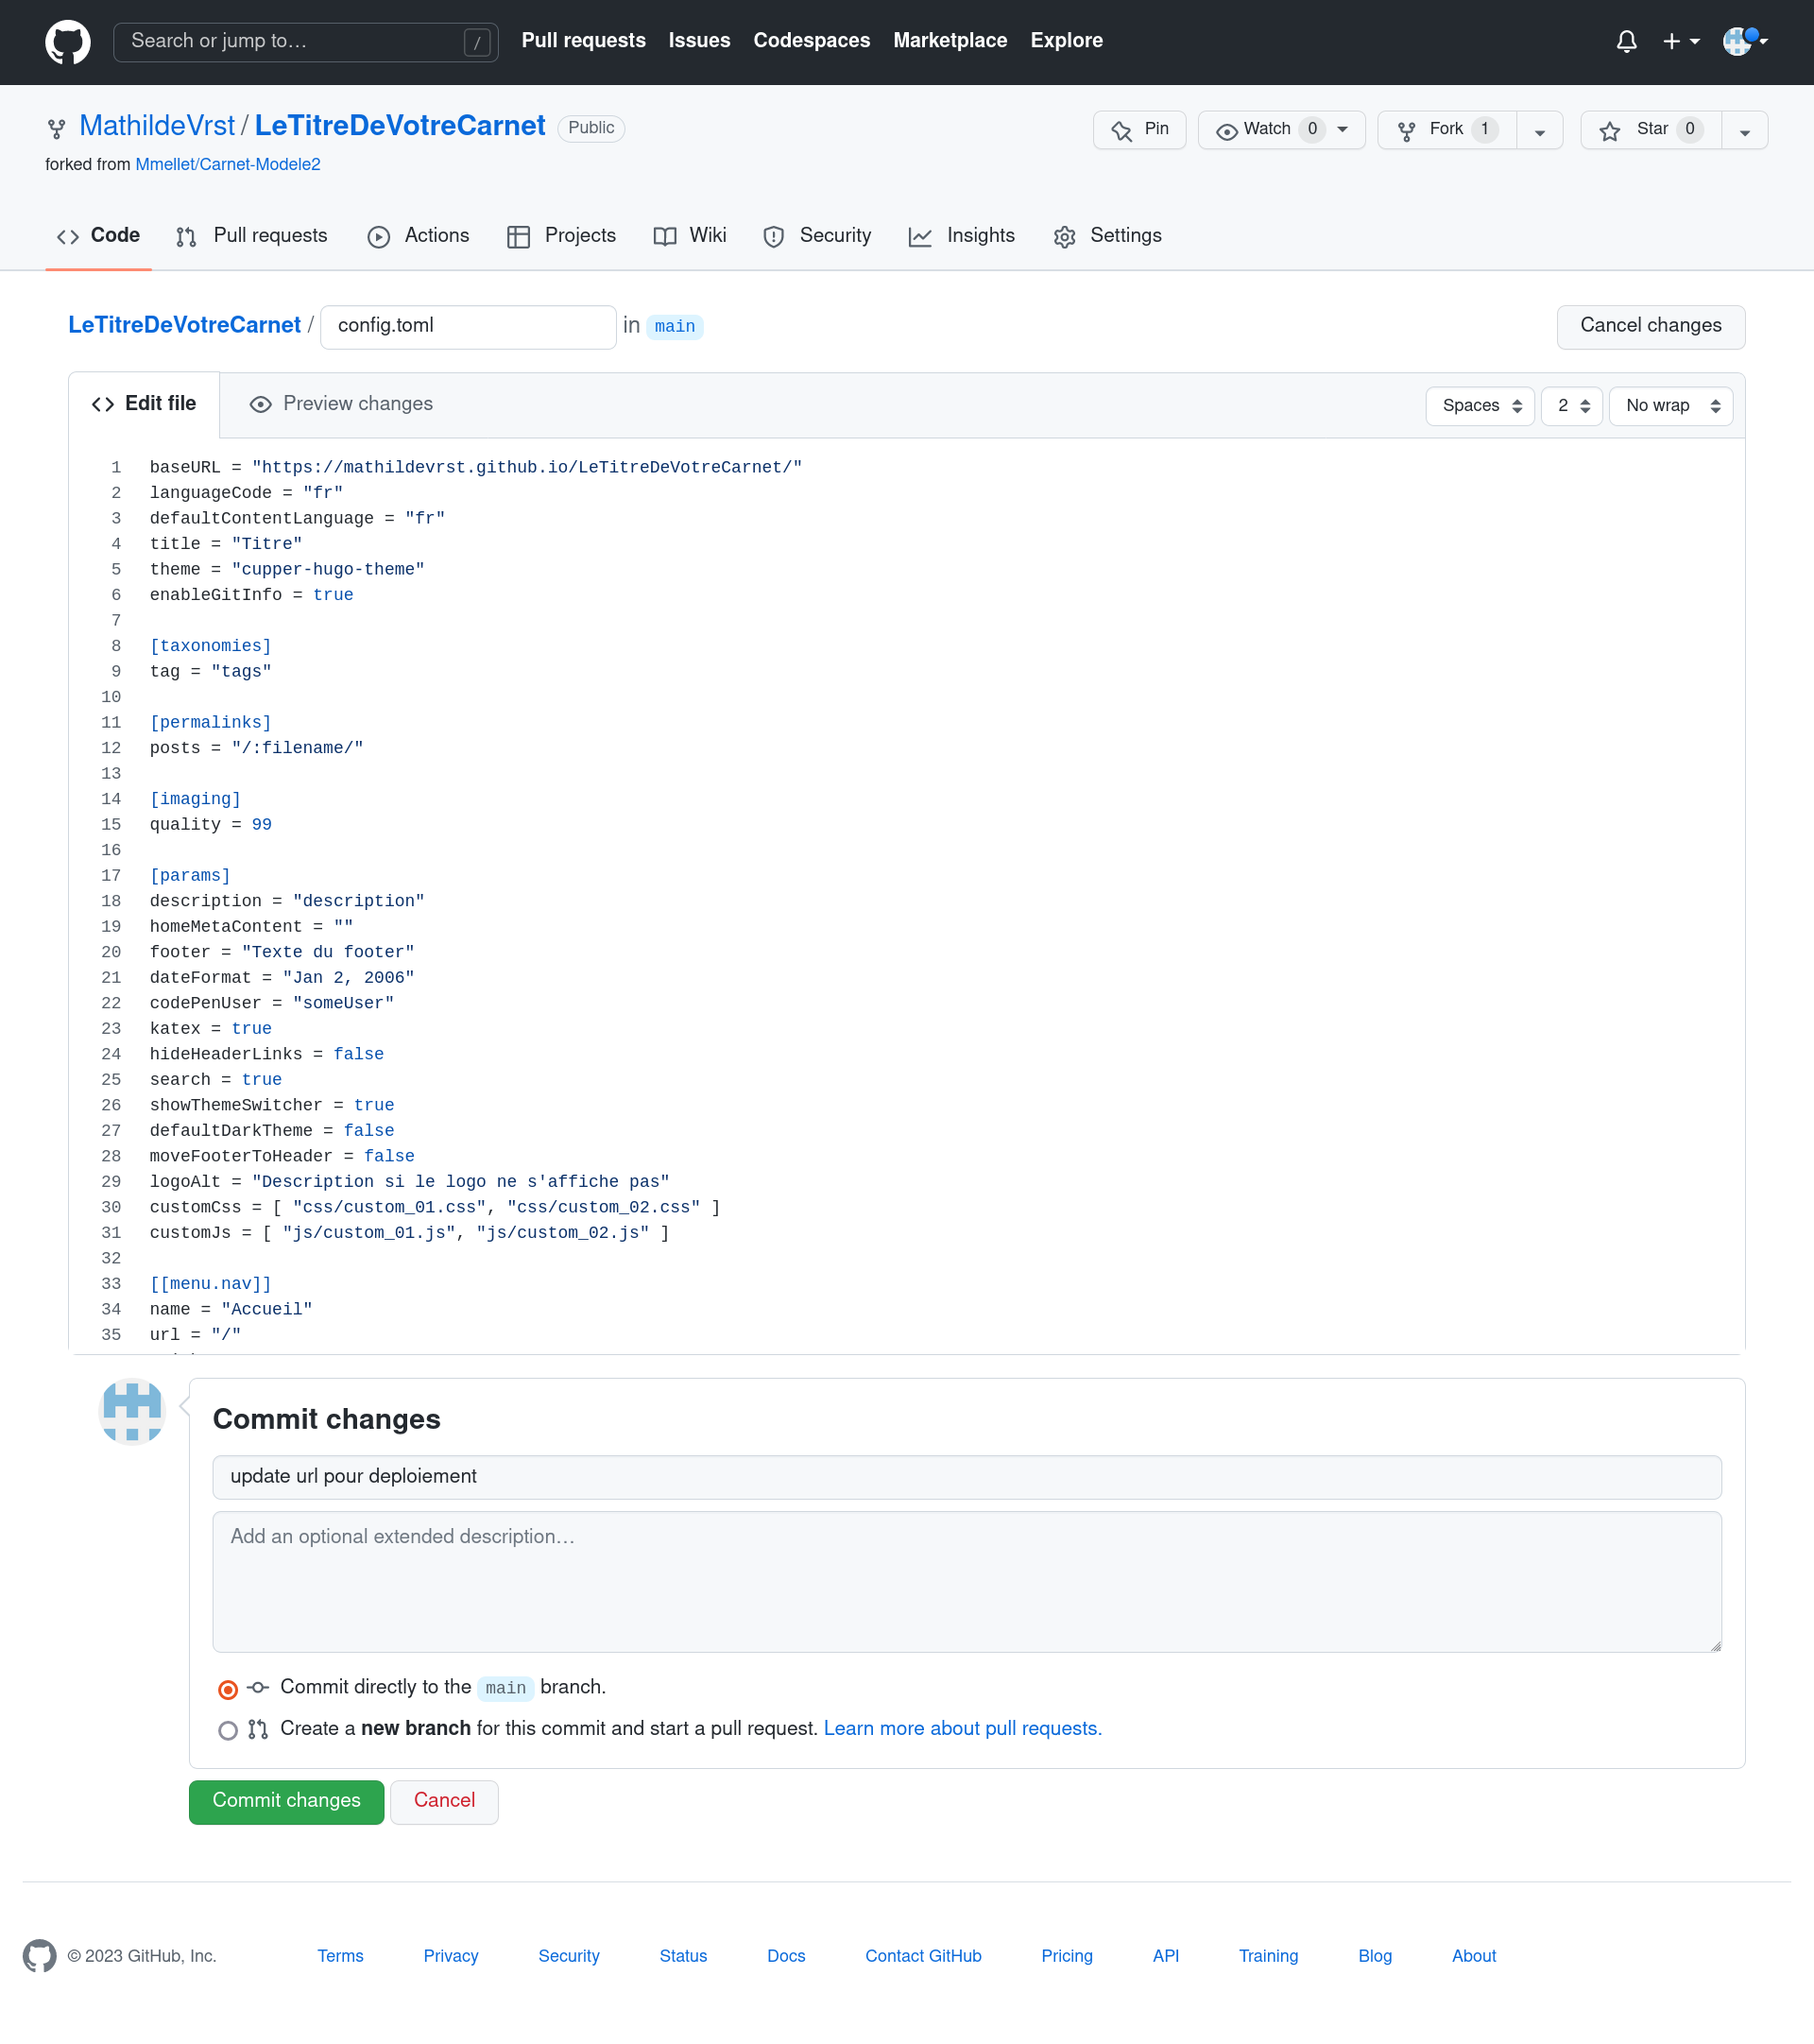 Search or jump to… / Pull requests Issues Codespaces Marketplace Explore
MathildeVrst / LeTitreDeVotreCarnet Public Pin Watch 0 Fork 1 Star 0
forked from Mmellet/Carnet-Modele2
Code Pull requests Actions Projects Wiki Security Insights Settings
LeTitreDeVotreCarnet / config.toml in main Cancel changes
Edit file Preview changes Spaces 2 No wrap
1 baseURL = "https://mathildevrst.github.io/LeTitreDeVotreCarnet/"
2 languageCode = "fr"
3 defaultContentLanguage = "fr"
4 title = "Titre"
5 theme = "cupper-hugo-theme"
6 enableGitInfo = true
7
8 [taxonomies]
9 tag = "tags"
10
11 [permalinks]
12 posts = "/:filename/"
13
14 [imaging]
15 quality = 99
16
17 [params]
18 description = "description"
19 homeMetaContent = ""
20 footer = "Texte du footer"
21 dateFormat = "Jan 2, 2006"
22 codePenUser = "someUser"
23 katex = true
24 hideHeaderLinks = false
25 search = true
26 showThemeSwitcher = true
27 defaultDarkTheme = false
28 moveFooterToHeader = false
29 logoAlt = "Description si le logo ne s'affiche pas"
30 customCss = [ "css/custom_01.css", "css/custom_02.css" ]
31 customJs = [ "js/custom_01.js", "js/custom_02.js" ]
32
33 [[menu.nav]]
34 name = "Accueil"
35 url = "/"
Commit changes
update url pour deploiement
Add an optional extended description…
Commit directly to the main branch.
Create a new branch for this commit and start a pull request. Learn more about pull requests.
Commit changes Cancel
© 2023 GitHub, Inc. Terms Privacy Security Status Docs Contact GitHub Pricing API Training Blog About